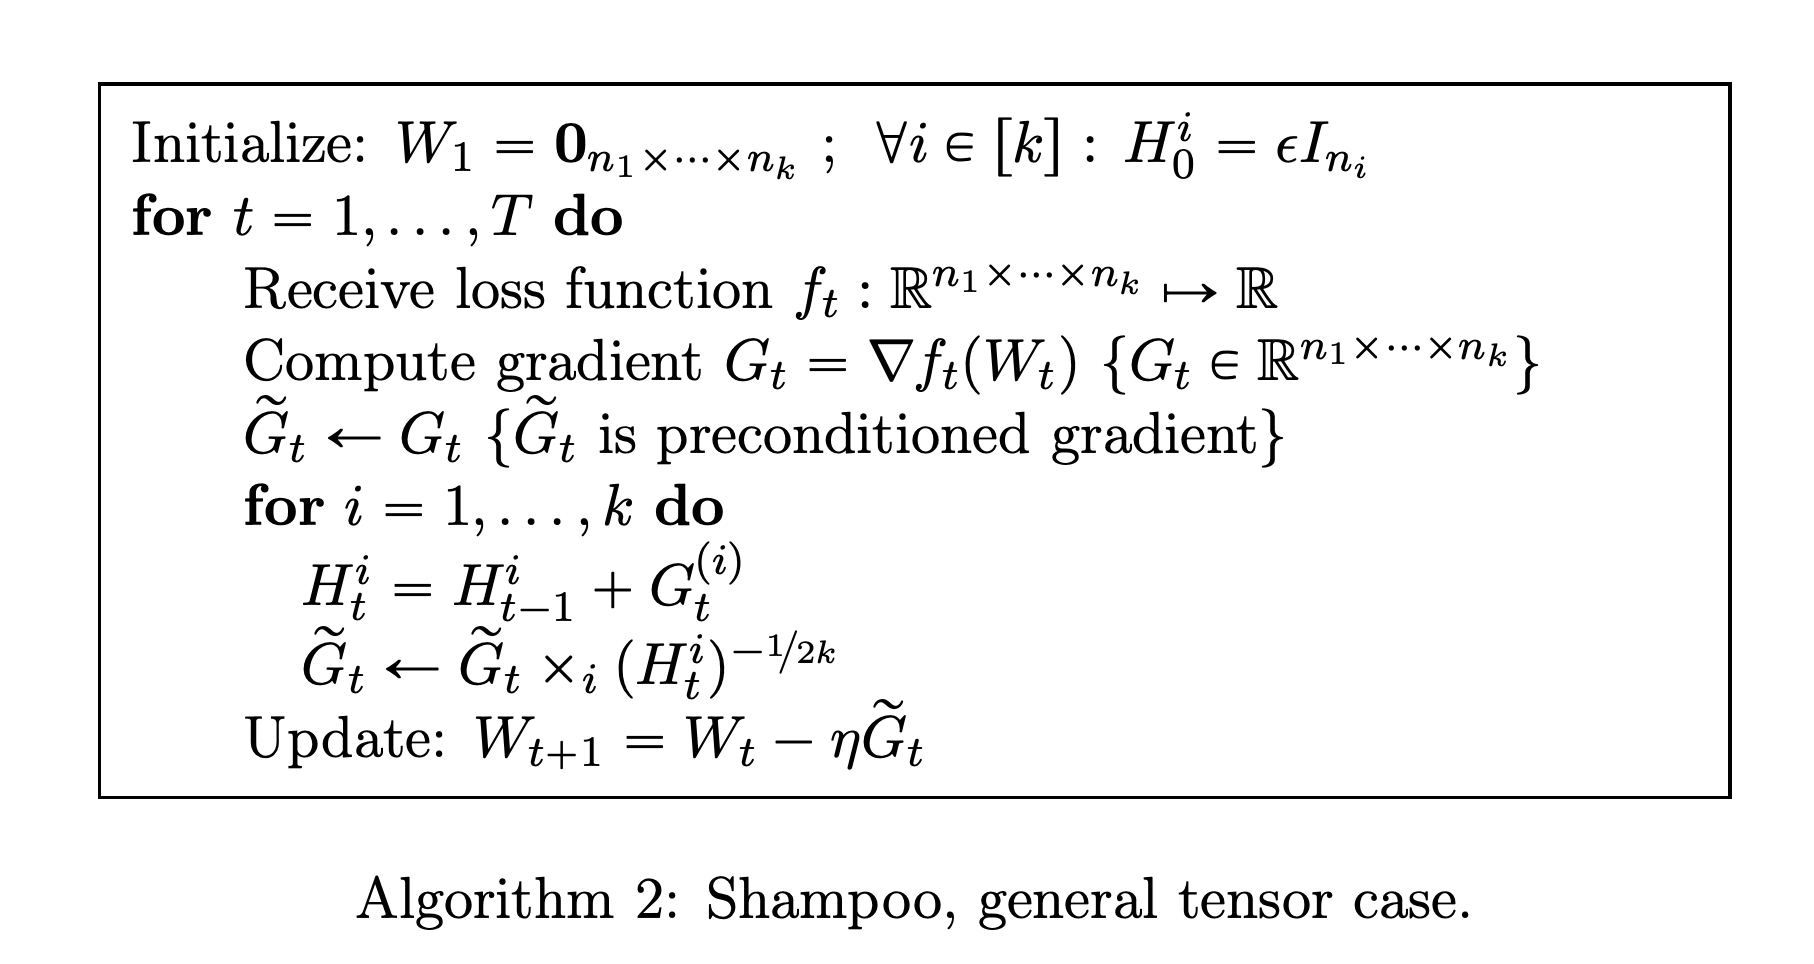 Initialize: $W_1 = \mathbf{0}_{n_1 \times \cdots \times n_k}$ ; $\forall i \in [k] : H_0^i = \epsilon I_{n_i}$
**for** $t = 1, \ldots, T$ **do**
Receive loss function $f_t : \mathbb{R}^{n_1 \times \cdots \times n_k} \mapsto \mathbb{R}$
Compute gradient $G_t = \nabla f_t(W_t)$ $\{G_t \in \mathbb{R}^{n_1 \times \cdots \times n_k}\}$
$\widetilde{G}_t \leftarrow G_t$ {$\widetilde{G}_t$ is preconditioned gradient}
**for** $i = 1, \ldots, k$ **do**
$H_t^i = H_{t-1}^i + G_t^{(i)}$
$\widetilde{G}_t \leftarrow \widetilde{G}_t \times_i (H_t^i)^{-1/2k}$
Update: $W_{t+1} = W_t - \eta \widetilde{G}_t$
Algorithm 2: Shampoo, general tensor case.